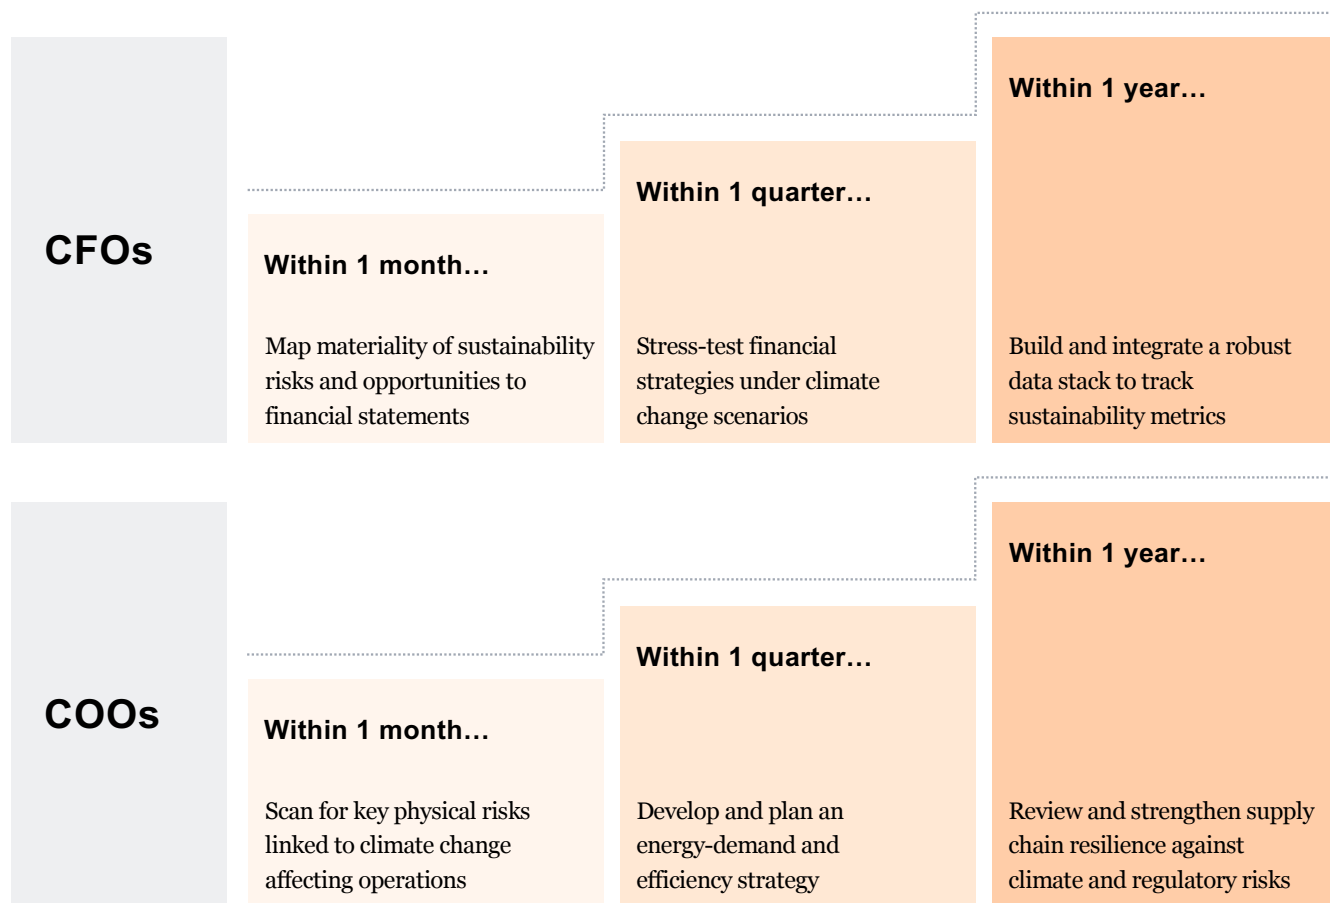 CFOs
Within 1 month…
Map materiality of sustainability
risks and opportunities to
financial statements
Within 1 quarter…
Stress-test financial
strategies under climate
change scenarios
Within 1 year…
Build and integrate a robust
data stack to track
sustainability metrics
COOs
Within 1 month…
Scan for key physical risks
linked to climate change
affecting operations
Within 1 quarter…
Develop and plan an
energy-demand and
efficiency strategy
Within 1 year…
Review and strengthen supply
chain resilience against
climate and regulatory risks